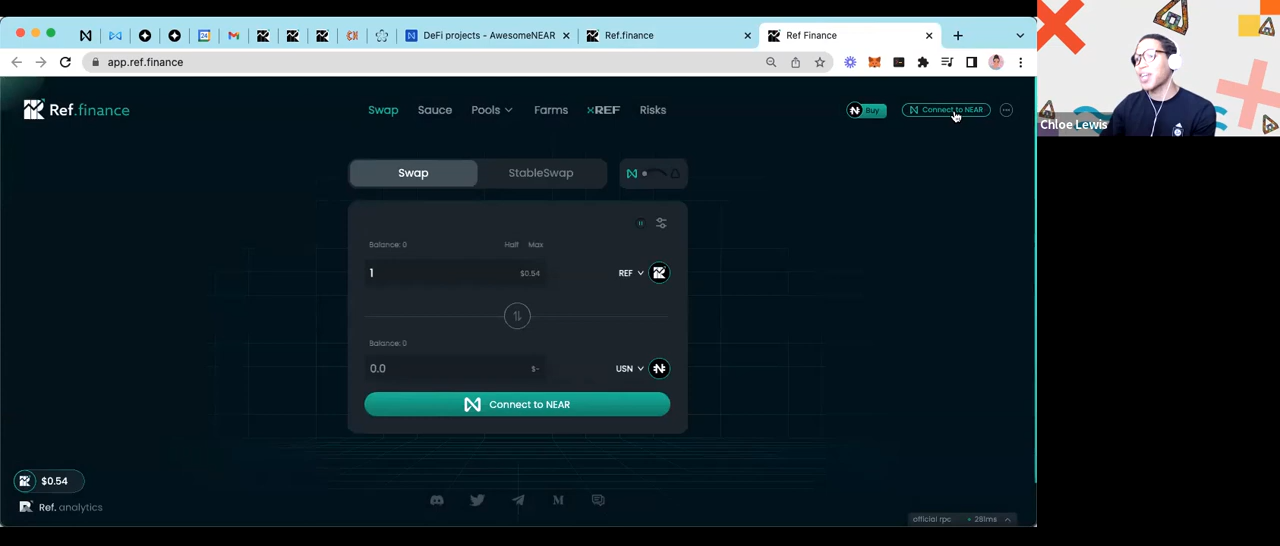 DeFi projects - AwesomeNEAR
Ref.finance
Ref Finance
app.ref.finance
Ref.finance
Swap
Sauce
Pools
Farms
xREF
Risks
Buy
Connect to NEAR
Chloe Lewis
Swap
StableSwap
Balance: 0
Half
Max
1
$0.54
REF
Balance: 0
0.0
$-
USN
Connect to NEAR
$0.54
Ref. analytics
official rpc
281ms